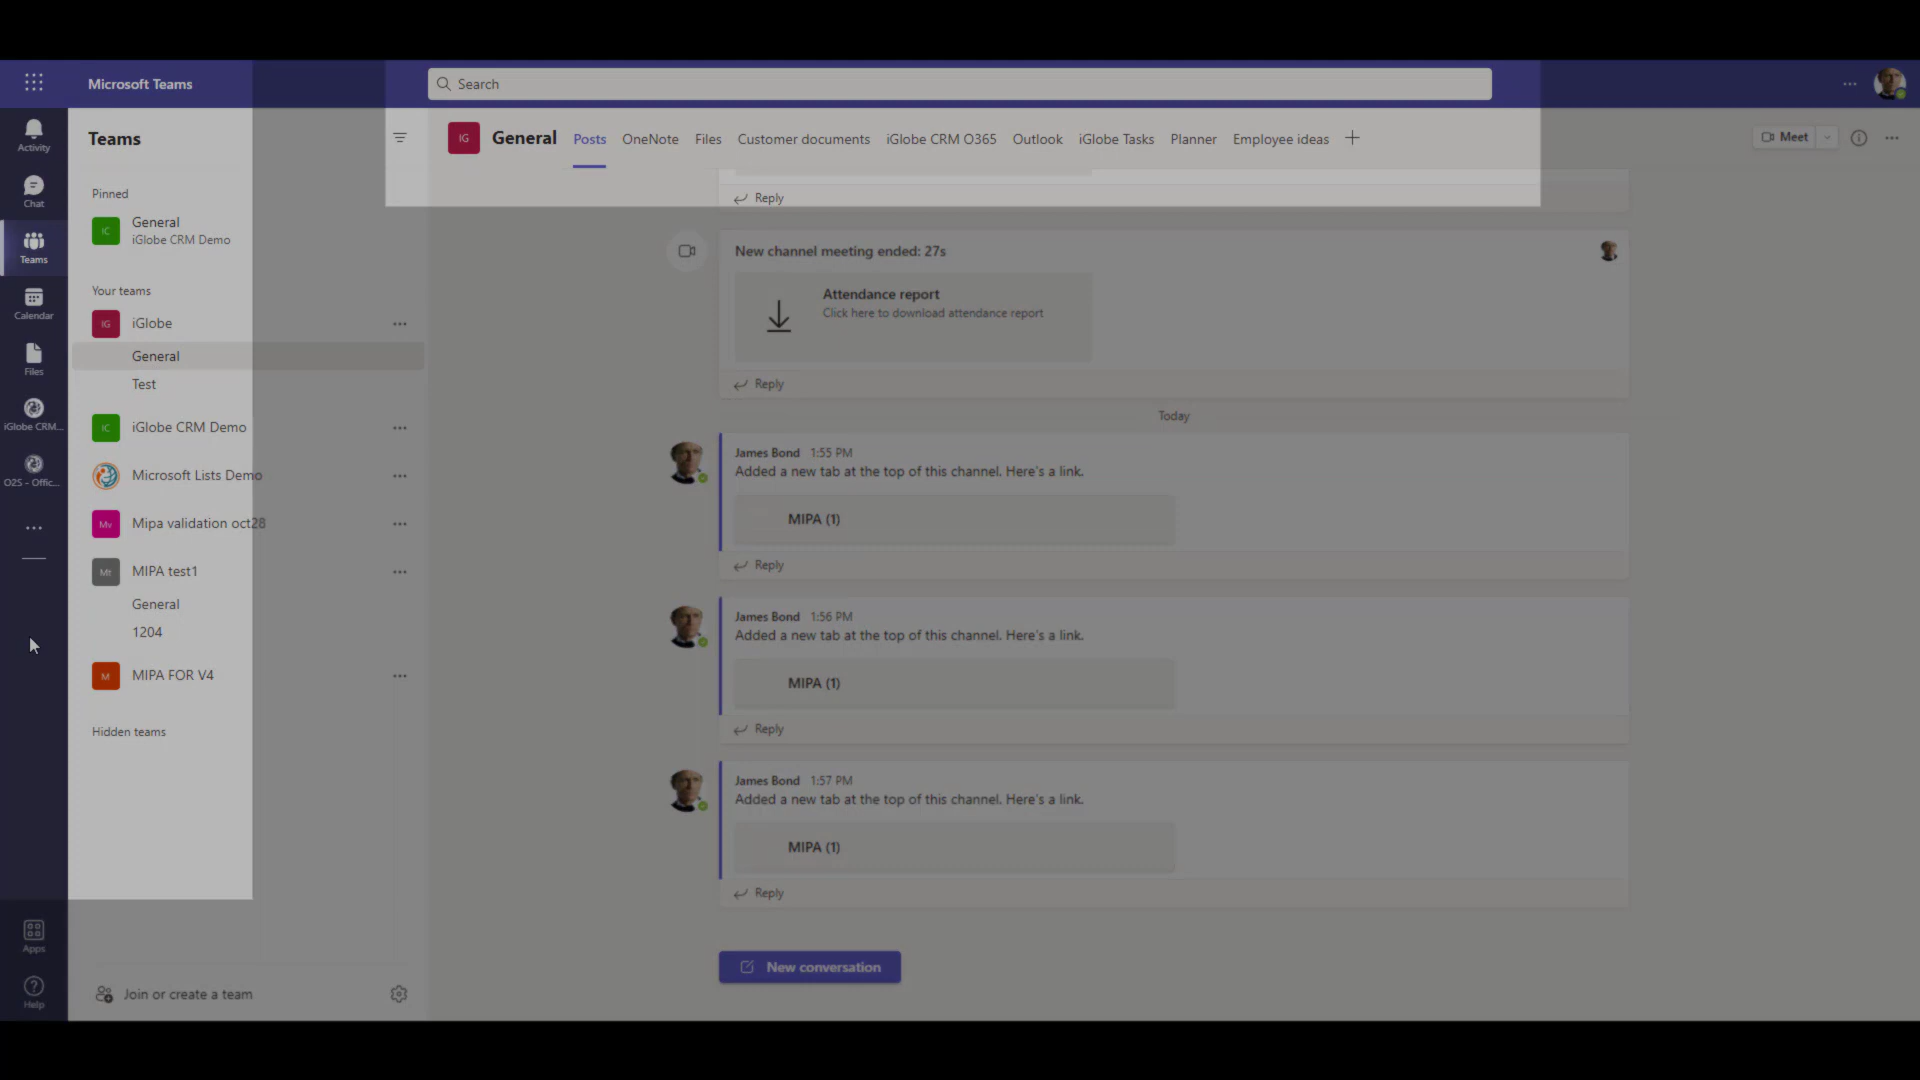 Microsoft Teams
Search
Activity
Chat
Teams
Calendar
Files
iGlobe CRM...
O2S - Offic...
...
Apps
Help
Teams
Pinned
IC
General
iGlobe CRM Demo
Your teams
IG
iGlobe
General
Test
IC
iGlobe CRM Demo
Microsoft Lists Demo
Mv
Mipa validation oct28
Mt
MIPA test1
General
1204
M
MIPA FOR V4
Hidden teams
Join or create a team
IG
General
Posts OneNote Files Customer documents iGlobe CRM O365 Outlook iGlobe Tasks Planner Employee ideas +
Meet
Reply
New channel meeting ended: 27s
Attendance report
Click here to download attendance report
Reply
Today
James Bond 1:55 PM
Added a new tab at the top of this channel. Here's a link.
MIPA (1)
Reply
James Bond 1:56 PM
Added a new tab at the top of this channel. Here's a link.
MIPA (1)
Reply
James Bond 1:57 PM
Added a new tab at the top of this channel. Here's a link.
MIPA (1)
Reply
New conversation